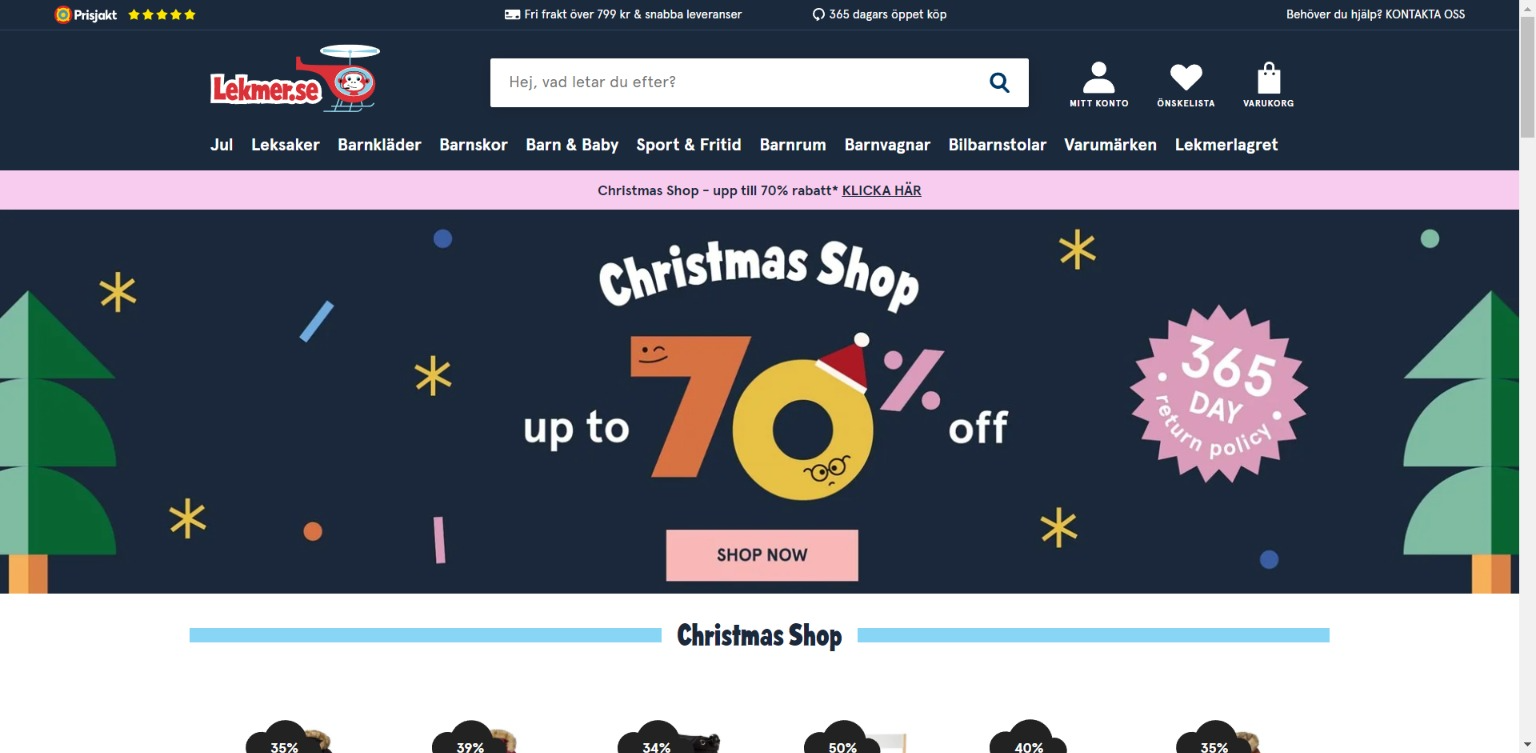 Prisjakt
Fri frakt över 799 kr & snabba leveranser
365 dagars öppet köp
Behöver du hjälp? KONTAKTA OSS
Lekmer.se
Hej, vad letar du efter?
MITT KONTO
ÖNSKELISTA
VARUKORG
Jul Leksaker Barnkläder Barnskor Barn & Baby Sport & Fritid Barnrum Barnvagnar Bilbarnstolar Varumärken Lekmerlagret
Christmas Shop - upp till 70% rabatt* KLICKA HÄR
Christmas Shop
up to 70% off
365
DAY
return policy
SHOP NOW
Christmas Shop
35% 39% 34% 50% 40% 35%